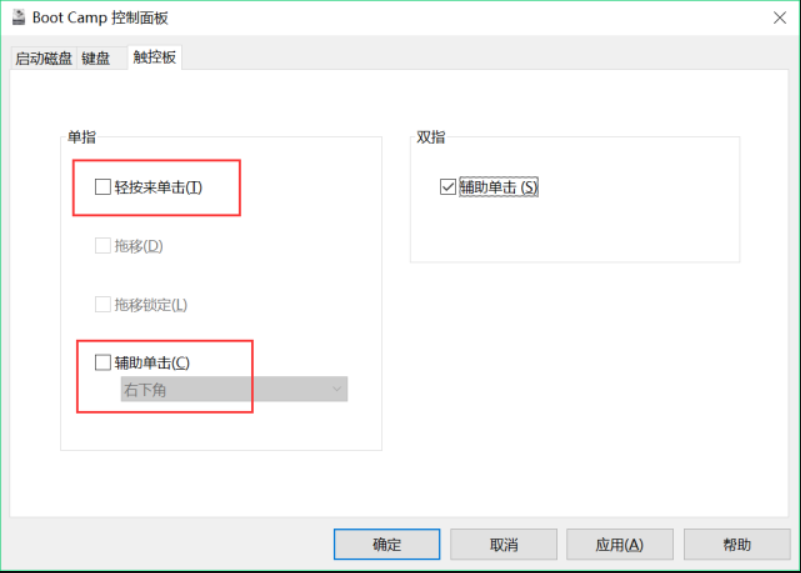 Boot Camp 控制面板
启动磁盘 键盘 触控板
单指
轻按来单击(T)
拖移(D)
拖移锁定(L)
辅助单击(C)
右下角
双指
辅助单击 (S)
确定 取消 应用(A) 帮助